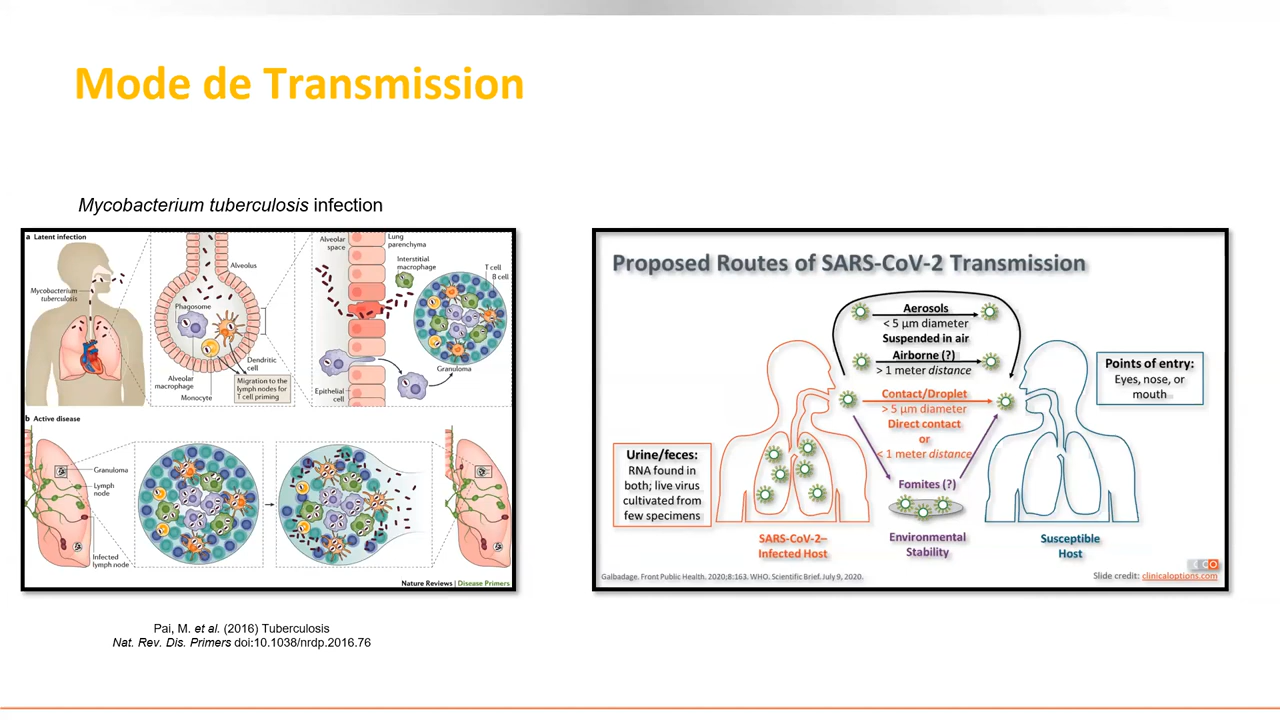 Mode de Transmission
Mycobacterium tuberculosis infection
a Latent infection
Mycobacterium
tuberculosis
Alveolus
Phagosome
Dendritic
cell
Alveolar
macrophage
Monocyte
Migration to the
lymph nodes for
T cell priming
Alveolar
space
Lung
parenchyma
Interstitial
macrophage
T cell
B cell
Granuloma
Epithelial
cell
b Active disease
Granuloma
Lymph
node
Infected
lymph node
Nature Reviews | Disease Primers
Pai, M. et al. (2016) Tuberculosis
Nat. Rev. Dis. Primers doi:10.1038/nrdp.2016.76
Proposed Routes of SARS-CoV-2 Transmission
Aerosols
< 5 µm diameter
Suspended in air
Airborne (?)
> 1 meter distance
Contact/Droplet
> 5 µm diameter
Direct contact
or
< 1 meter distance
Fomites (?)
Environmental
Stability
Points of entry:
Eyes, nose, or
mouth
Urine/feces:
RNA found in
both; live virus
cultivated from
few specimens
SARS-CoV-2–
Infected Host
Susceptible
Host
Galbadage. Front Public Health. 2020;8:163. WHO. Scientific Brief. July 9, 2020.
CCO
Slide credit: clinicaloptions.com